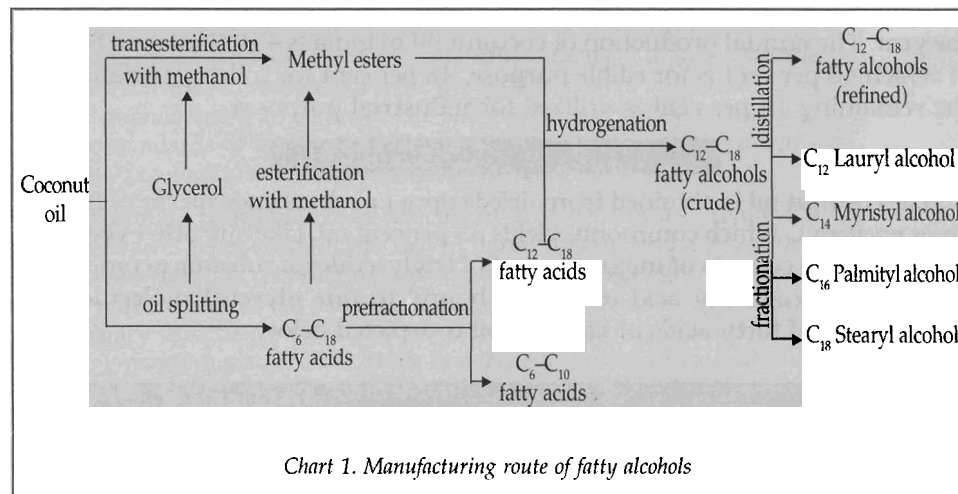 transesterification
with methanol
Methyl esters
C12–C18
fatty alcohols
(refined)
distillation
hydrogenation
C12–C18
fatty alcohols
(crude)
C12 Lauryl alcohol
Coconut
oil
Glycerol
esterification
with methanol
C14 Myristyl alcohol
fractionation
C12–C18
fatty acids
C16 Palmityl alcohol
oil splitting
C6–C18
fatty acids
prefractionation
C18 Stearyl alcohol
C6–C10
fatty acids
Chart 1. Manufacturing route of fatty alcohols